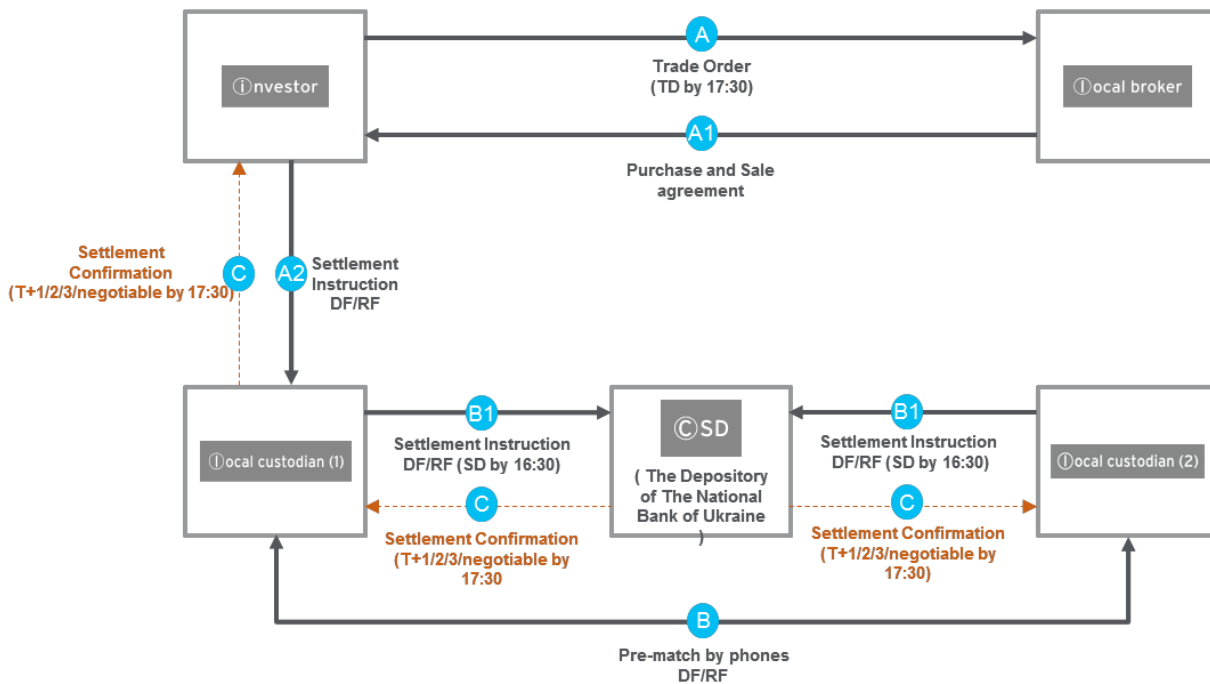 A
Trade Order
(TD by 17:30)
ⓘnvestor
ⓛocal broker
A1
Purchase and Sale
agreement
Settlement
Confirmation
(T+1/2/3/negotiable by 17:30)
C
A2
Settlement
Instruction
DF/RF
ⓛocal custodian (1)
B1
Settlement Instruction
DF/RF (SD by 16:30)
C
Settlement Confirmation
(T+1/2/3/negotiable by
17:30
ⒸSD
( The Depository
of The National
Bank of Ukraine
)
B1
Settlement Instruction
DF/RF (SD by 16:30)
C
Settlement Confirmation
(T+1/2/3/negotiable by
17:30)
ⓛocal custodian (2)
B
Pre-match by phones
DF/RF